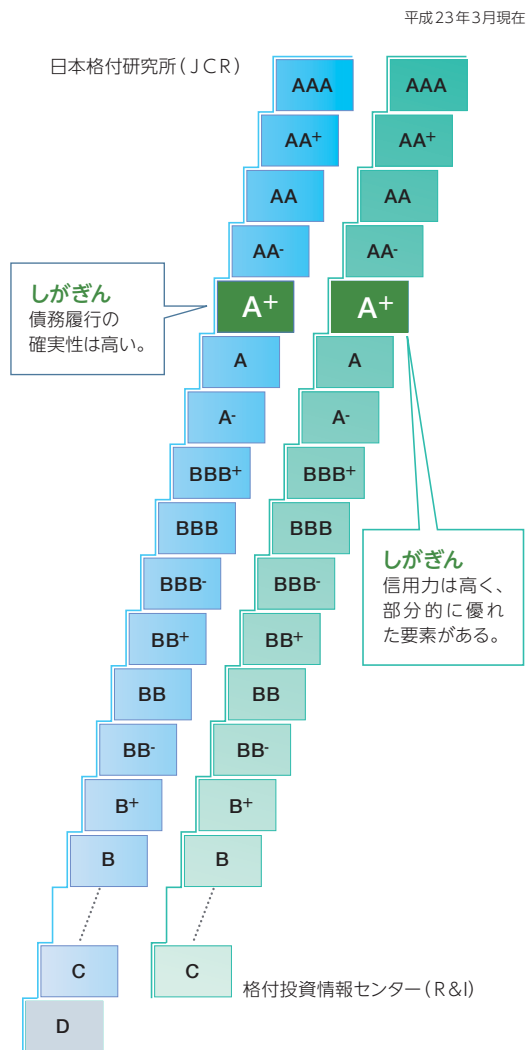 平成23年3月現在
日本格付研究所(JCR)
AAA AAA
AA+ AA+
AA AA
AA- AA-
しがぎん
債務履行の
確実性は高い。
A+ A+
A A
A- A-
BBB+ BBB+
BBB BBB
しがぎん
信用力は高く、
部分的に優れ
た要素がある。
BBB- BBB-
BB+ BB+
BB BB
BB- BB-
B+ B+
B B
C C
格付投資情報センター(R&I)
D